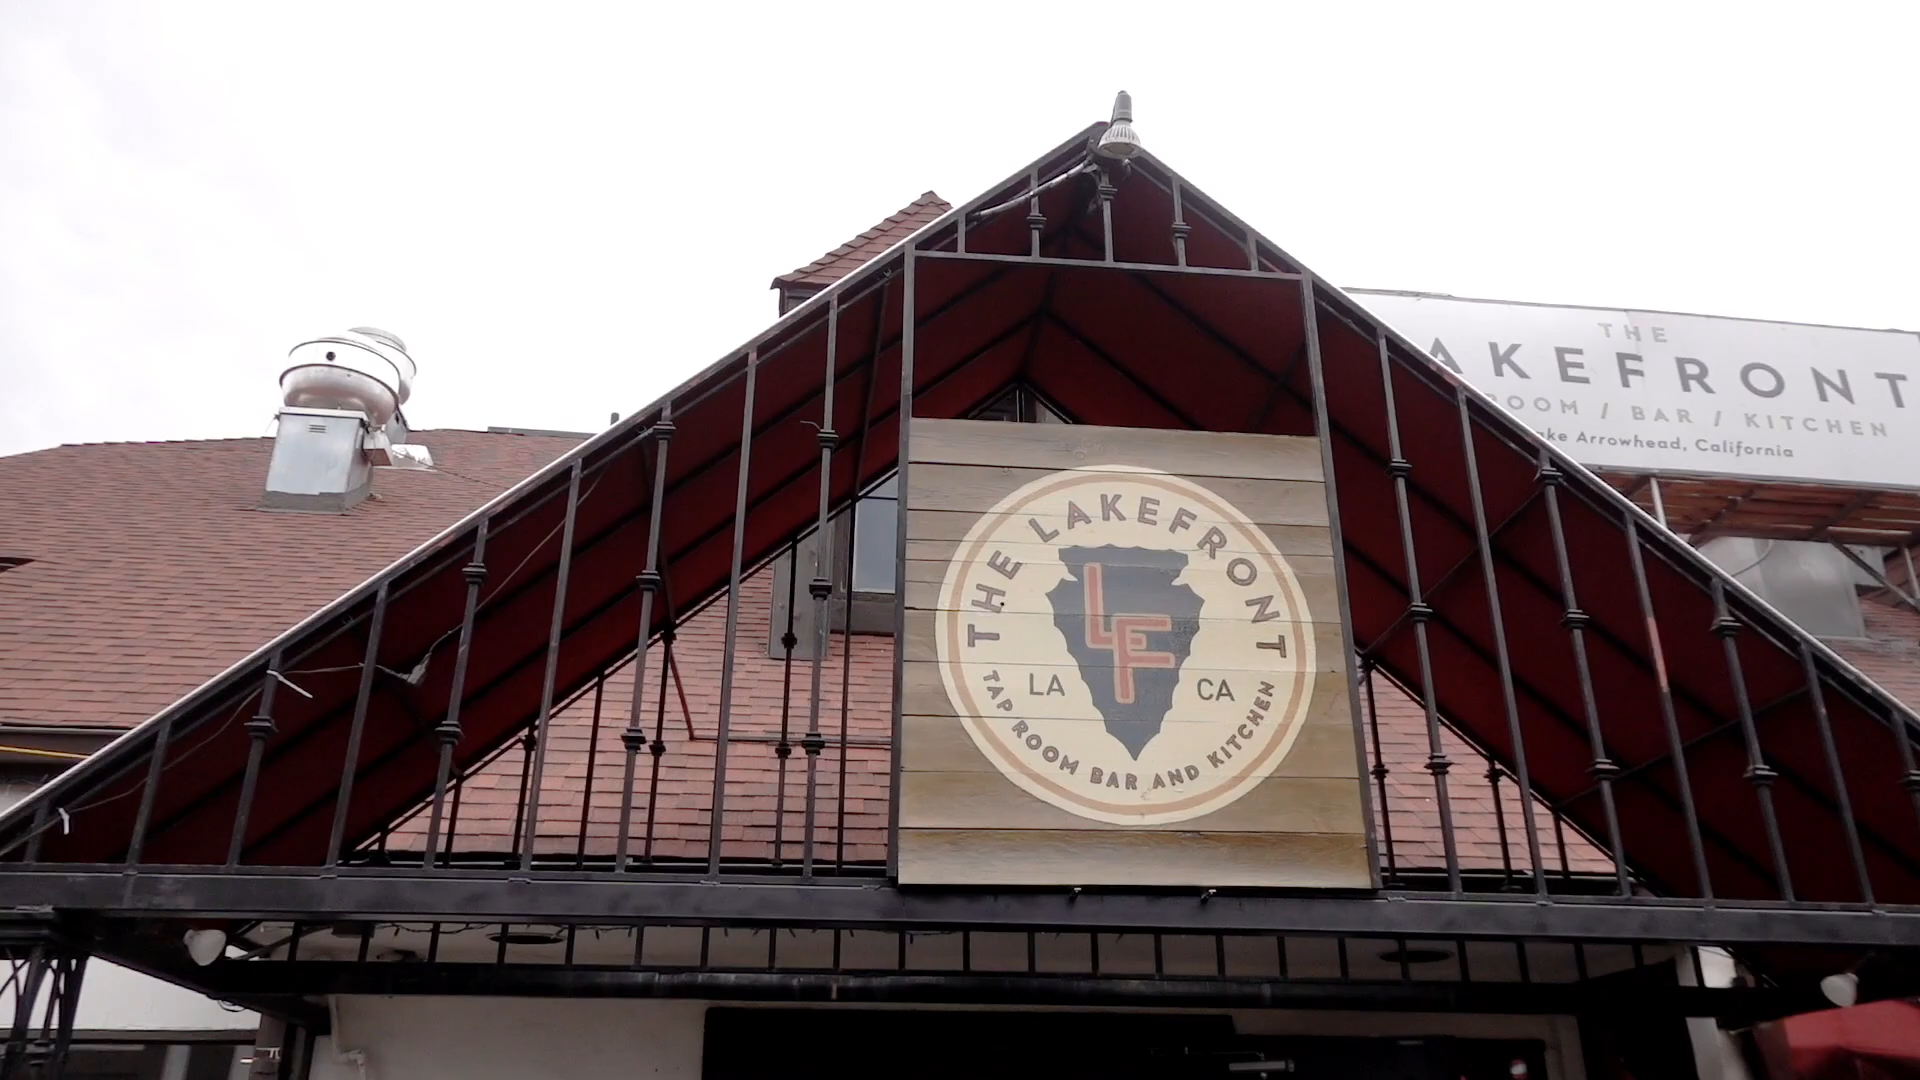 THE LAKEFRONT
LF
LA CA
TAP ROOM BAR AND KITCHEN
THE
AKEFRONT
ROOM / BAR / KITCHEN
ke Arrowhead, California